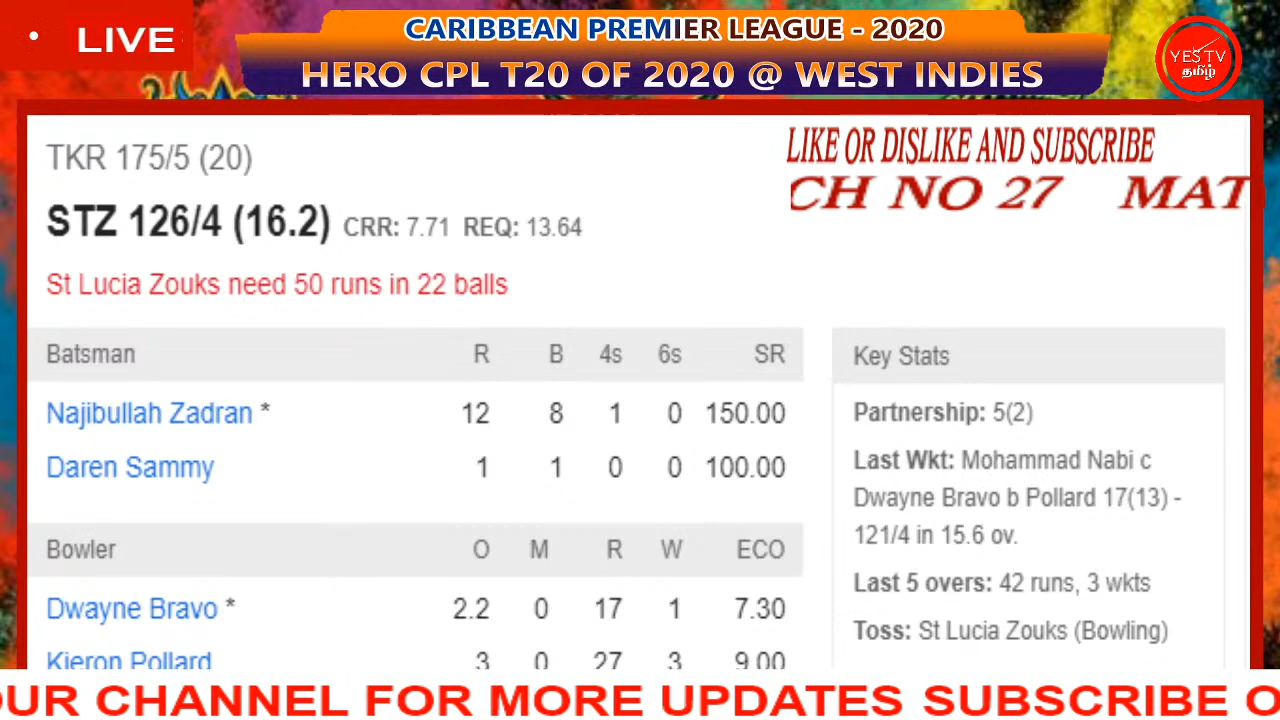 LIVE
CARIBBEAN PREMIER LEAGUE - 2020
HERO CPL T20 OF 2020 @ WEST INDIES
YES TV
தமிழ்
LIKE OR DISLIKE AND SUBSCRIBE
CH NO 27 MAT
TKR 175/5 (20)
STZ 126/4 (16.2) CRR: 7.71 REQ: 13.64
St Lucia Zouks need 50 runs in 22 balls
Batsman R B 4s 6s SR
Najibullah Zadran * 12 8 1 0 150.00
Daren Sammy 1 1 0 0 100.00
Bowler O M R W ECO
Dwayne Bravo * 2.2 0 17 1 7.30
Kieron Pollard 3 0 27 3 9.00
Key Stats
Partnership: 5(2)
Last Wkt: Mohammad Nabi c
Dwayne Bravo b Pollard 17(13) -
121/4 in 15.6 ov.
Last 5 overs: 42 runs, 3 wkts
Toss: St Lucia Zouks (Bowling)
OUR CHANNEL FOR MORE UPDATES SUBSCRIBE O